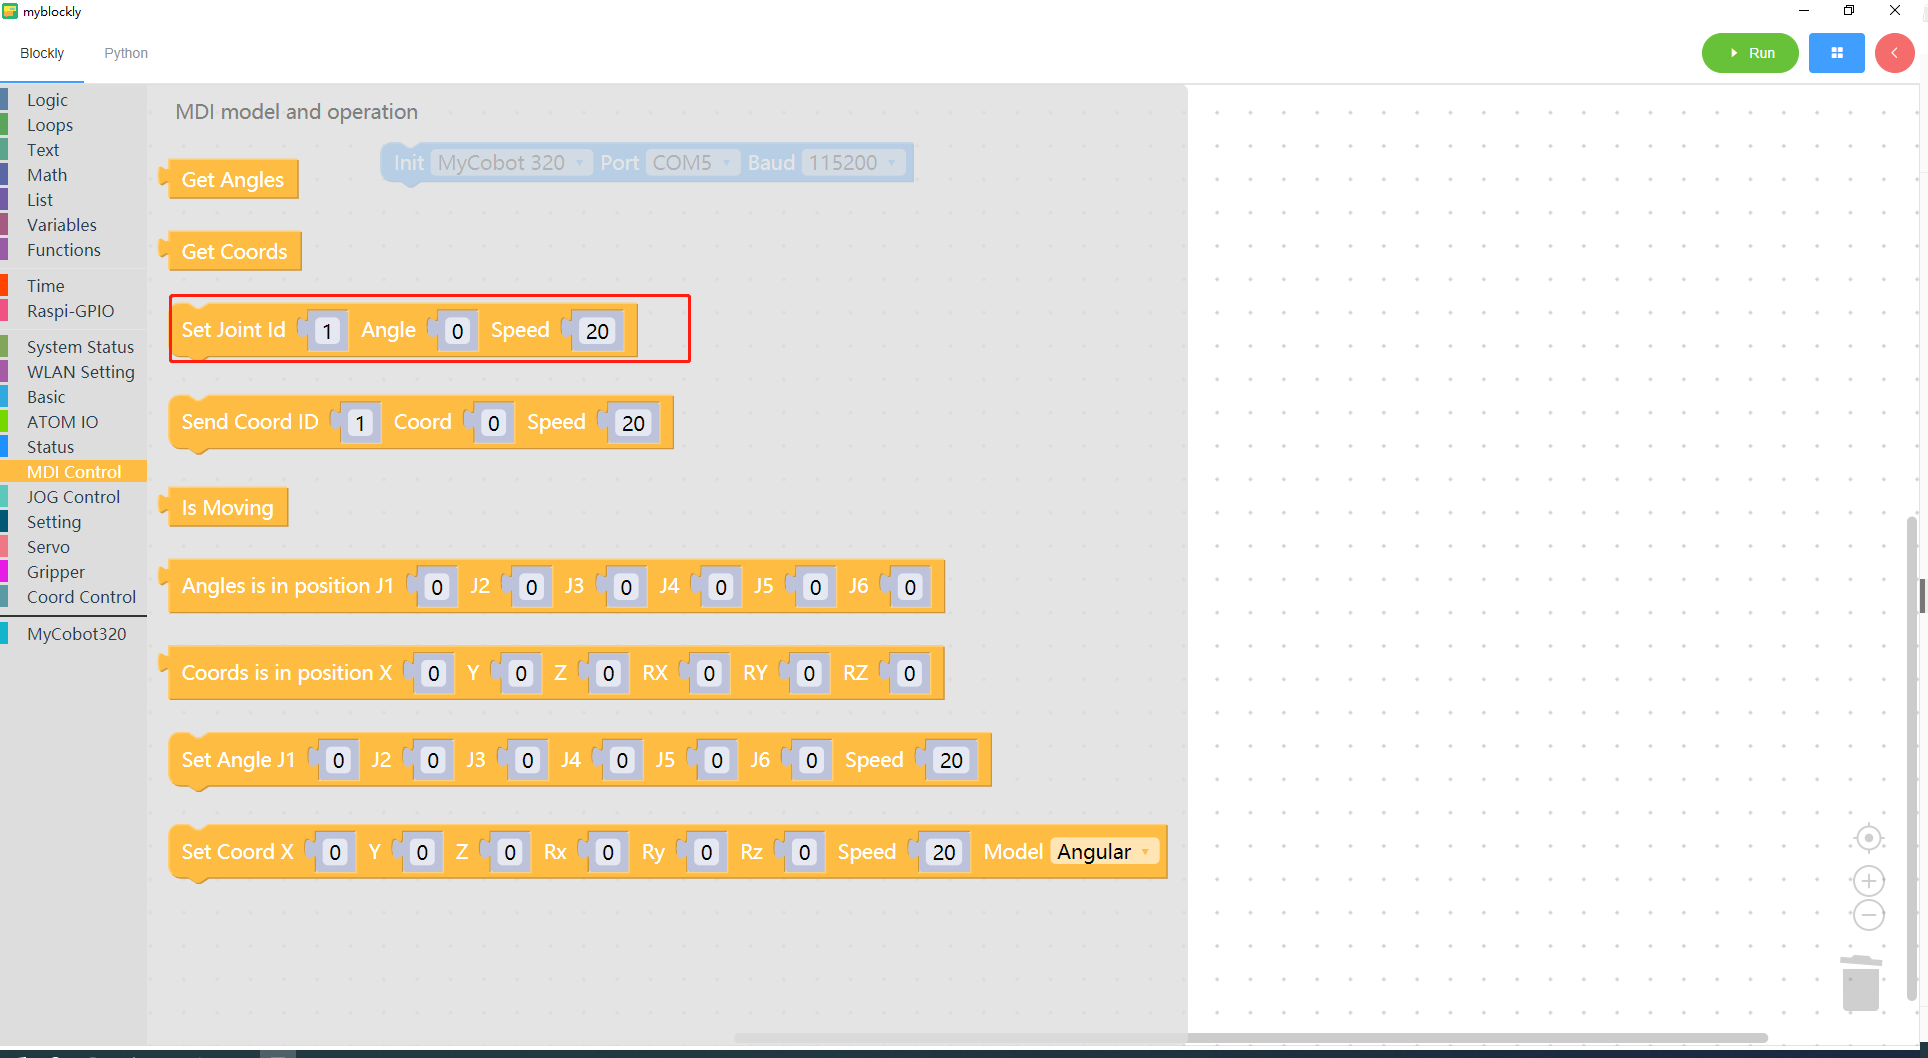 myblockly
Blockly
Python
Run
Logic
Loops
Text
Math
List
Variables
Functions
Time
Raspi-GPIO
System Status
WLAN Setting
Basic
ATOM IO
Status
MDI Control
JOG Control
Setting
Servo
Gripper
Coord Control
MyCobot320
MDI model and operation
Init MyCobot 320 Port COM5 Baud 115200
Get Angles
Get Coords
Set Joint Id 1 Angle 0 Speed 20
Send Coord ID 1 Coord 0 Speed 20
Is Moving
Angles is in position J1 0 J2 0 J3 0 J4 0 J5 0 J6 0
Coords is in position X 0 Y 0 Z 0 RX 0 RY 0 RZ 0
Set Angle J1 0 J2 0 J3 0 J4 0 J5 0 J6 0 Speed 20
Set Coord X 0 Y 0 Z 0 Rx 0 Ry 0 Rz 0 Speed 20 Model Angular